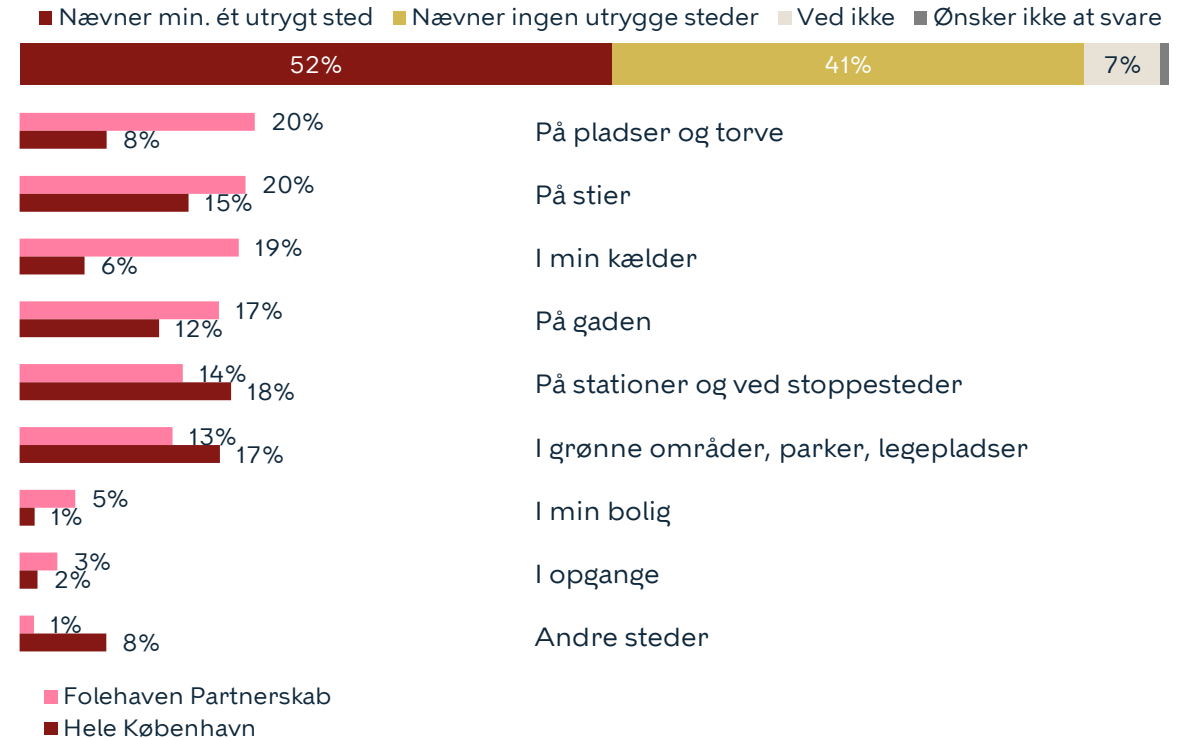 Nævner min. ét utrygt sted Nævner ingen utrygge steder Ved ikke Ønsker ikke at svare
52% 41% 7%
20%
8% På pladser og torve
20%
15% På stier
19%
6% I min kælder
17%
12% På gaden
14%
18% På stationer og ved stoppesteder
13%
17% I grønne områder, parker, legepladser
5%
1% I min bolig
3%
2% I opgange
1%
8% Andre steder
Folehaven Partnerskab
Hele København